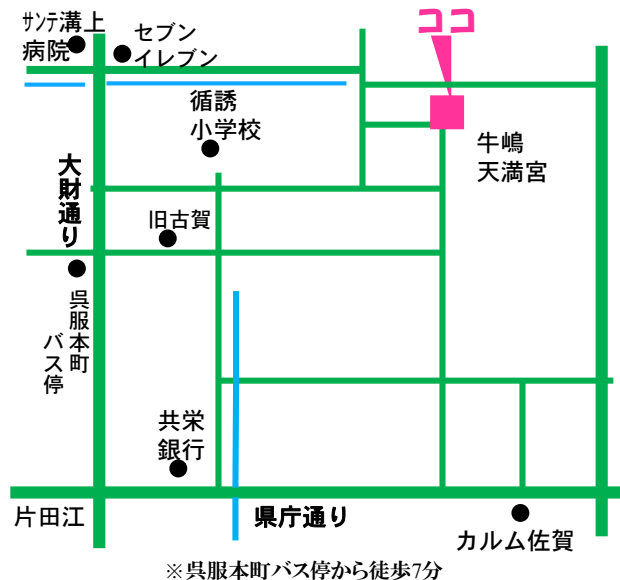 ココ
サンテ溝上
病院
セブン
イレブン
循誘
小学校
牛嶋
天満宮
大財通り
旧古賀
呉服本町
バス停
共栄
銀行
片田江
県庁通り
カルム佐賀
※呉服本町バス停から徒歩7分